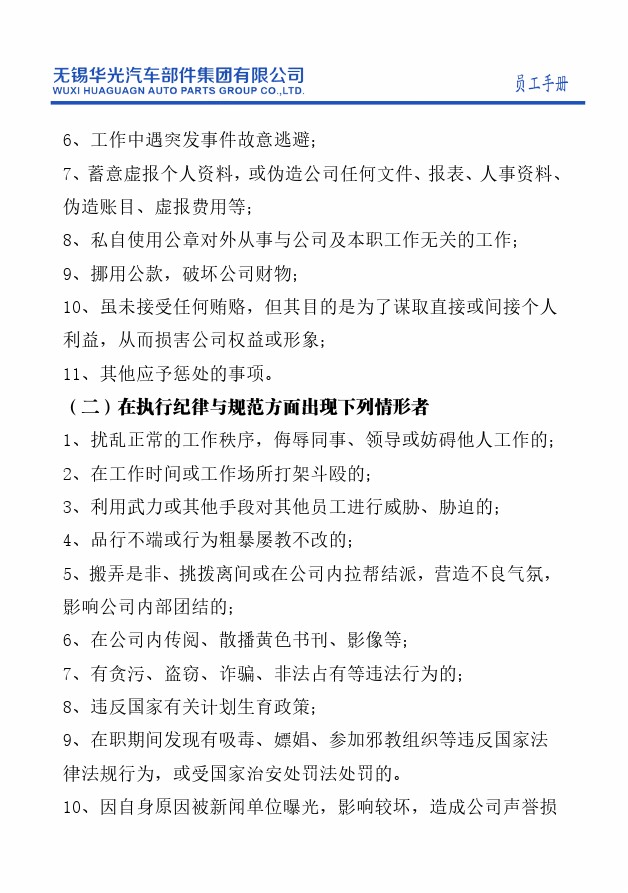 无锡华光汽车部件集团有限公司
WUXI HUAGUAGN AUTO PARTS GROUP CO.,LTD.
员工手册
6、工作中遇突发事件故意逃避;
7、蓄意虚报个人资料，或伪造公司任何文件、报表、人事资料、
伪造账目、虚报费用等;
8、私自使用公章对外从事与公司及本职工作无关的工作;
9、挪用公款，破坏公司财物;
10、虽未接受任何贿赂，但其目的是为了谋取直接或间接个人
利益，从而损害公司权益或形象;
11、其他应予惩处的事项。
（二）在执行纪律与规范方面出现下列情形者
1、扰乱正常的工作秩序，侮辱同事、领导或妨碍他人工作的;
2、在工作时间或工作场所打架斗殴的;
3、利用武力或其他手段对其他员工进行威胁、胁迫的;
4、品行不端或行为粗暴屡教不改的;
5、搬弄是非、挑拨离间或在公司内拉帮结派，营造不良气氛，
影响公司内部团结的;
6、在公司内传阅、散播黄色书刊、影像等;
7、有贪污、盗窃、诈骗、非法占有等违法行为的;
8、违反国家有关计划生育政策;
9、在职期间发现有吸毒、嫖娼、参加邪教组织等违反国家法
律法规行为，或受国家治安处罚法处罚的。
10、因自身原因被新闻单位曝光，影响较坏，造成公司声誉损